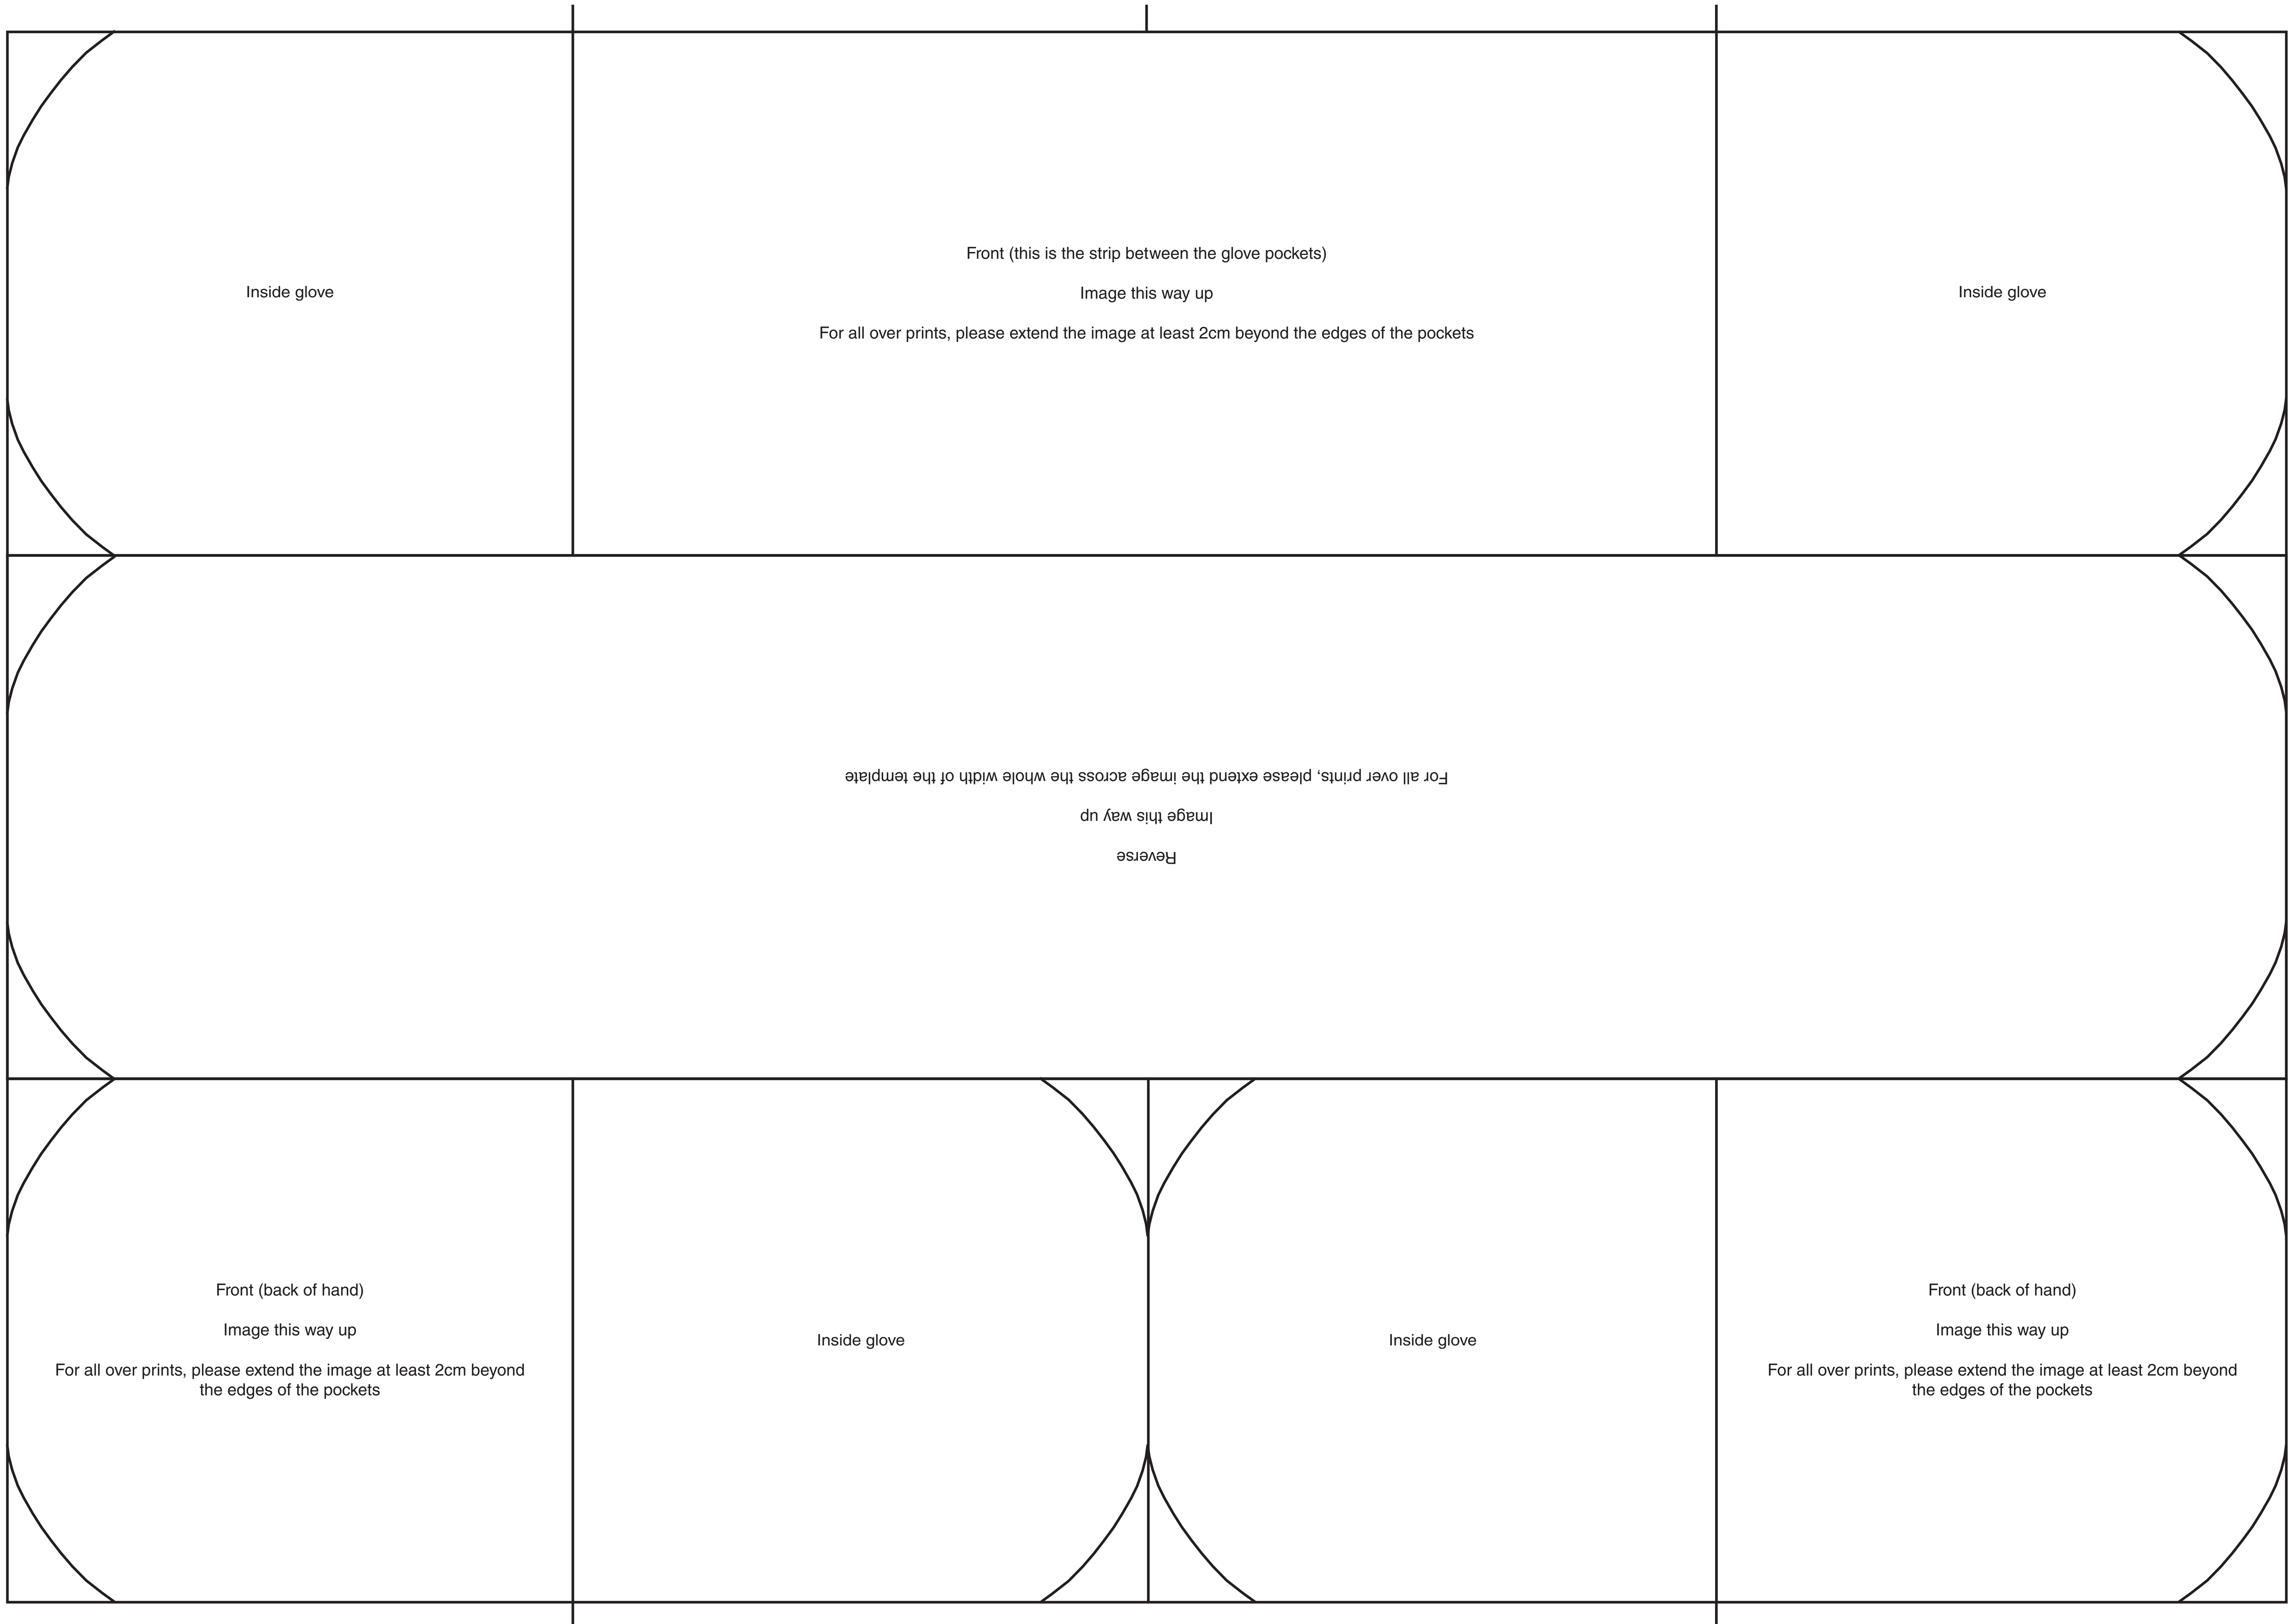 Front (this is the strip between the glove pockets)
Inside glove
Image this way up
Inside glove
For all over prints, please extend the image at least 2cm beyond the edges of the pockets
Reverse
Image this way up
For all over prints, please extend the image across the whole width of the template
Front (back of hand)
Image this way up
For all over prints, please extend the image at least 2cm beyond
the edges of the pockets
Inside glove
Inside glove
Front (back of hand)
Image this way up
For all over prints, please extend the image at least 2cm beyond
the edges of the pockets